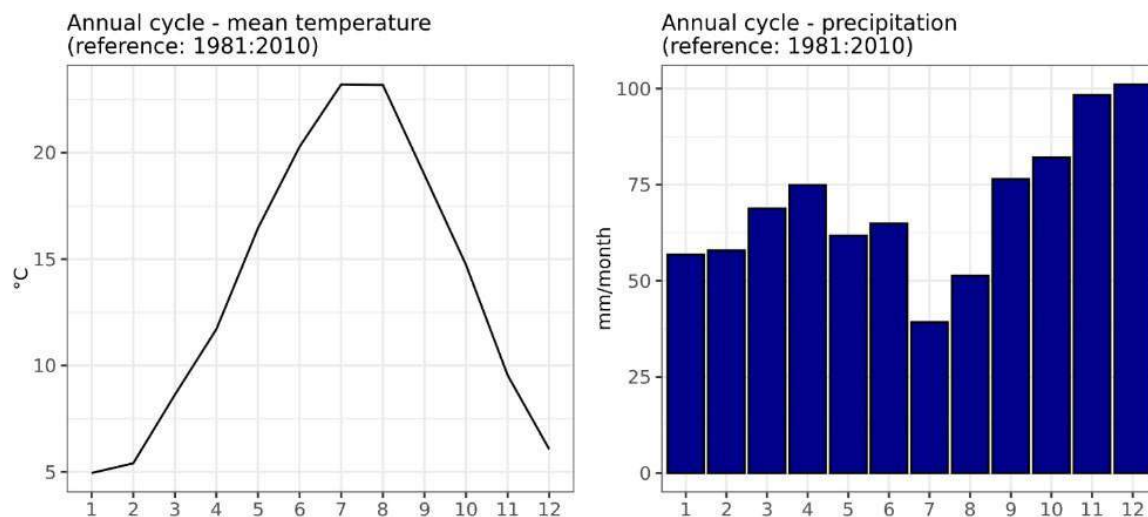 Annual cycle - mean temperature
(reference: 1981:2010)
°C
20
15
10
5
1 2 3 4 5 6 7 8 9 10 11 12
Annual cycle - precipitation
(reference: 1981:2010)
mm/month
100
75
50
25
0
1 2 3 4 5 6 7 8 9 10 11 12